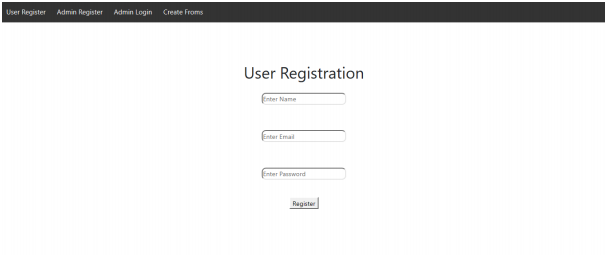 User Register Admin Register Admin Login Create Froms
User Registration
Enter Name
Enter Email
Enter Password
Register